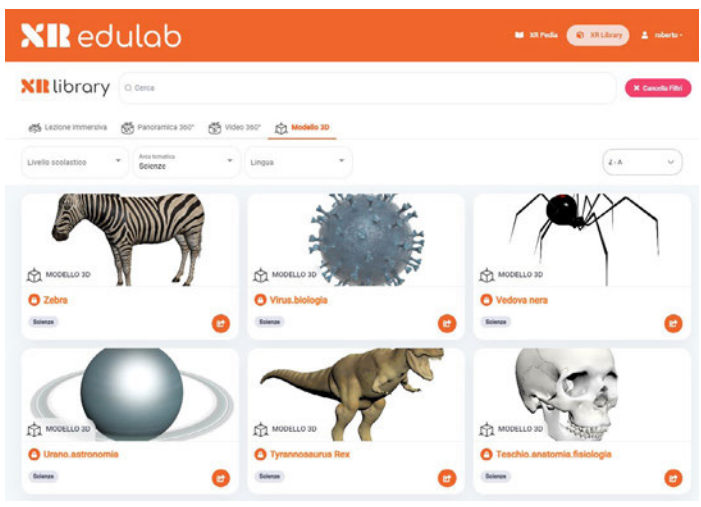 XR edulab
XR Pedia
XR Library
roberto
XR library
Cerca
Cancella Filtri
Lezione immersiva
Panoramica 360°
Video 360°
Modello 3D
Livello scolastico
Area tematica
Scienze
Lingua
Z - A
MODELLO 3D
Zebra
Scienze
MODELLO 3D
Virus.biologia
Scienze
MODELLO 3D
Vedova nera
Scienze
MODELLO 3D
Urano.astronomia
Scienze
MODELLO 3D
Tyrannosaurus Rex
Scienze
MODELLO 3D
Teschio.anatomia.fisiologia
Scienze